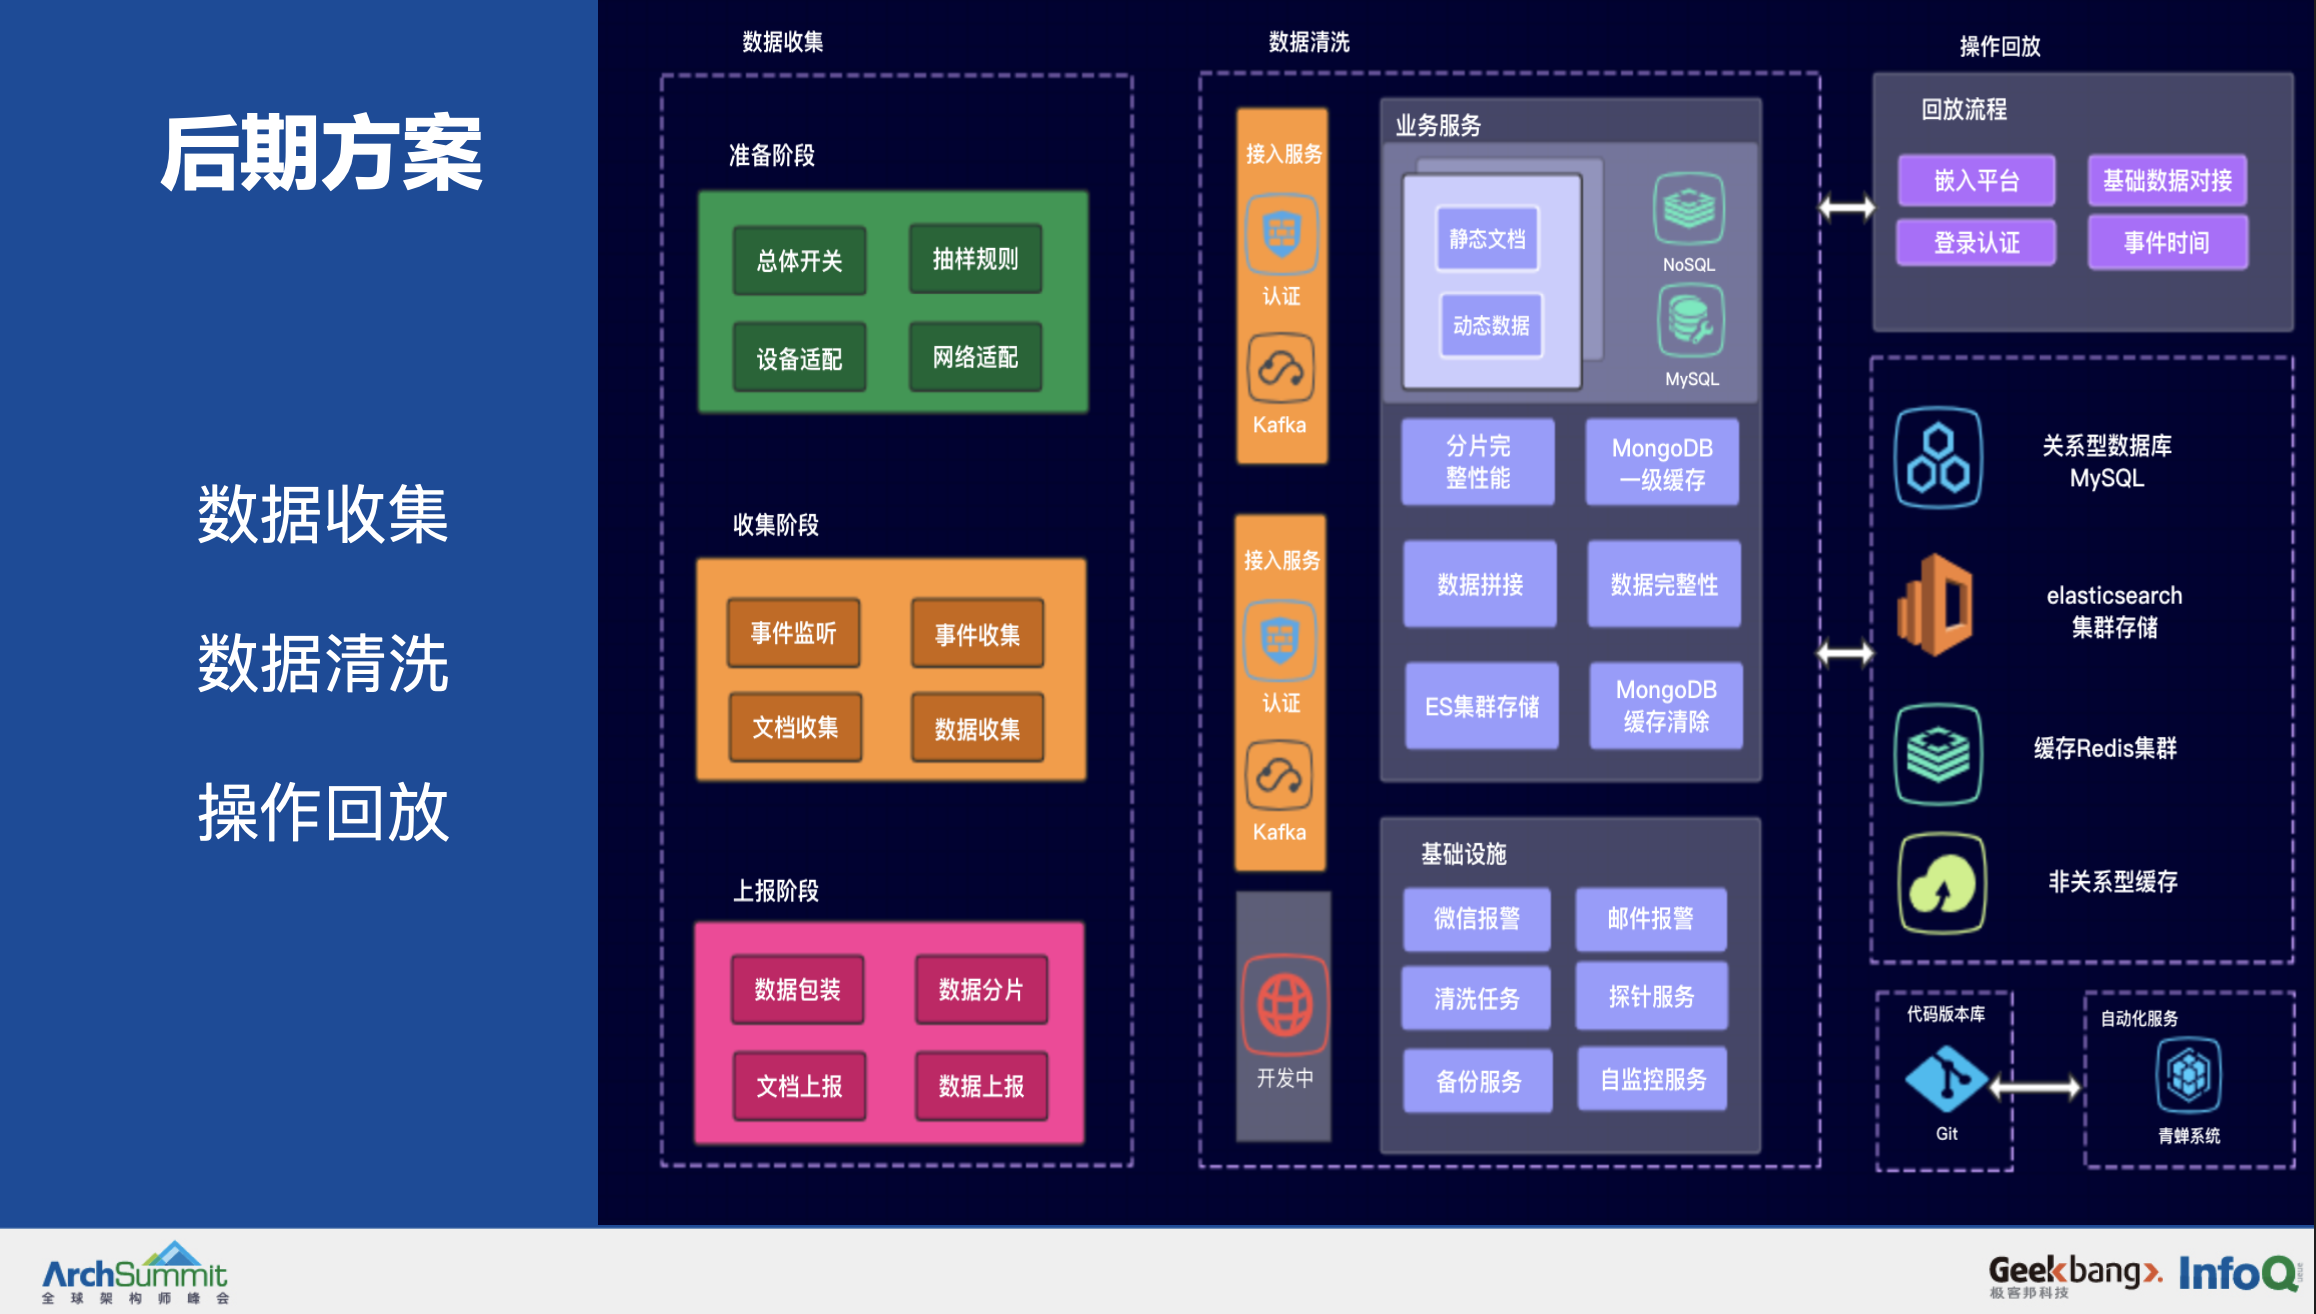 后期方案
数据收集
数据清洗
操作回放
数据收集
准备阶段
总体开关
抽样规则
设备适配
网络适配
收集阶段
事件监听
事件收集
文档收集
数据收集
上报阶段
数据包装
数据分片
文档上报
数据上报
数据清洗
接入服务
认证
Kafka
接入服务
认证
Kafka
开发中
业务服务
静态文档
动态数据
NoSQL
MySQL
分片完
整性能
MongoDB
一级缓存
数据拼接
数据完整性
ES集群存储
MongoDB
缓存清除
基础设施
微信报警
邮件报警
清洗任务
探针服务
备份服务
自监控服务
操作回放
回放流程
嵌入平台
基础数据对接
登录认证
事件时间
关系型数据库
MySQL
elasticsearch
集群存储
缓存Redis集群
非关系型缓存
代码版本库
Git
自动化服务
青蝉系统
ArchSummit
全球架构师峰会
Geekbang>.
极客邦科技
InfoQ